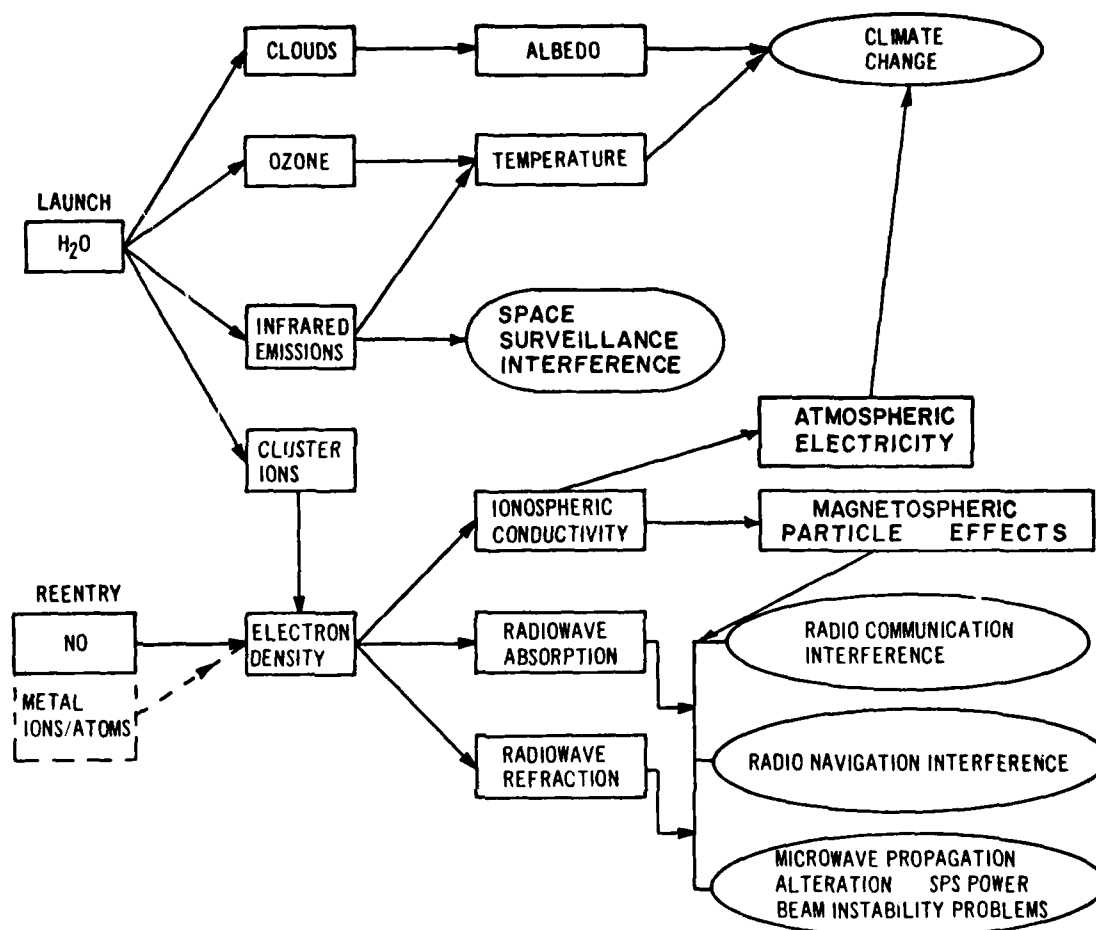 CLOUDS
ALBEDO
CLIMATE
CHANGE
OZONE
TEMPERATURE
LAUNCH
H₂O
INFRARED
EMISSIONS
SPACE
SURVEILLANCE
INTERFERENCE
CLUSTER
IONS
ATMOSPHERIC
ELECTRICITY
IONOSPHERIC
CONDUCTIVITY
MAGNETOSPHERIC
PARTICLE EFFECTS
REENTRY
NO
METAL
IONS/ATOMS
ELECTRON
DENSITY
RADIOWAVE
ABSORPTION
RADIO COMMUNICATION
INTERFERENCE
RADIOWAVE
REFRACTION
RADIO NAVIGATION INTERFERENCE
MICROWAVE PROPAGATION
ALTERATION SPS POWER
BEAM INSTABILITY PROBLEMS